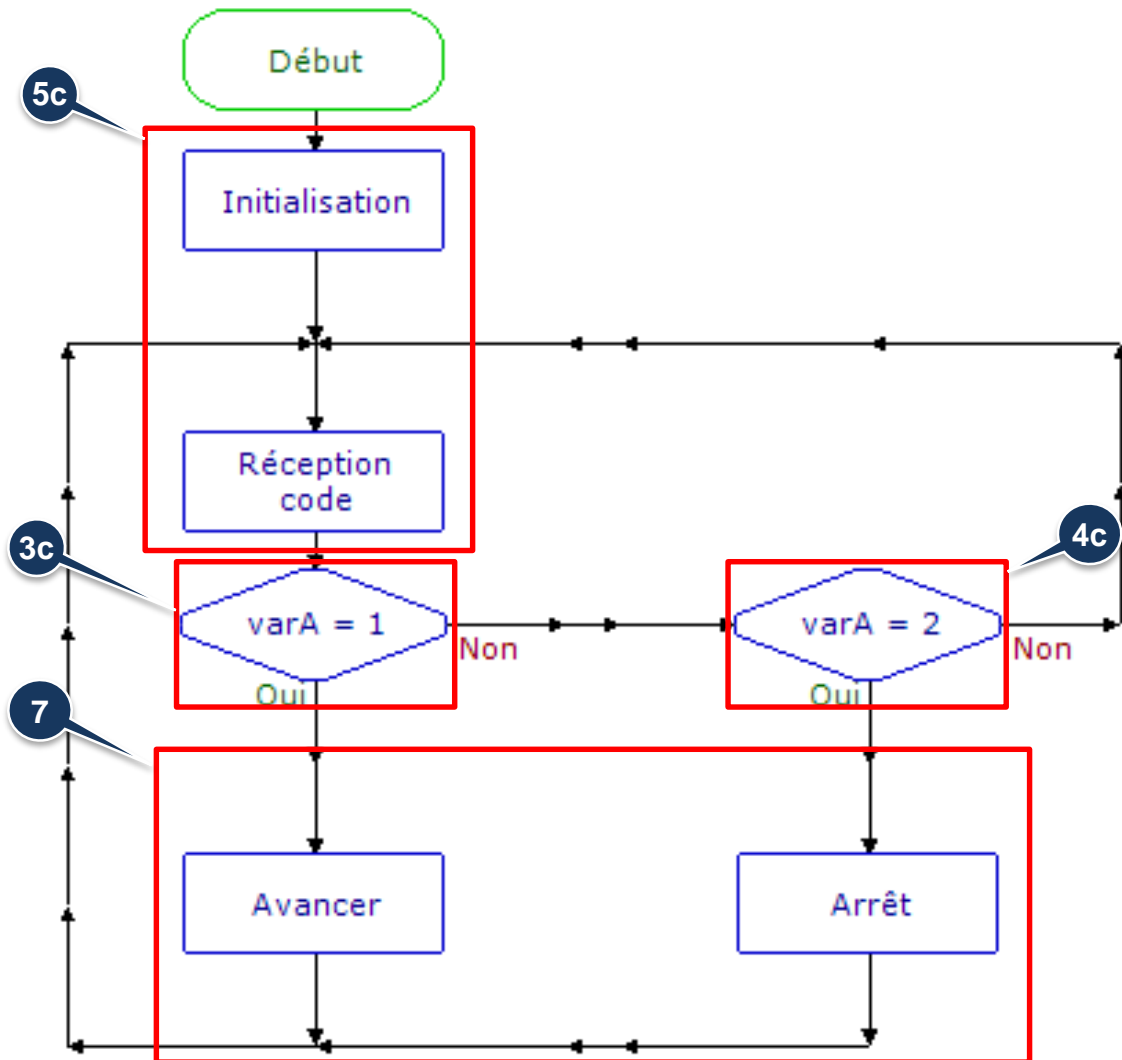 Début
5c
Initialisation
Réception
code
3c
4c
varA = 1
Non
varA = 2
Non
Oui
Oui
7
Avancer
Arrêt